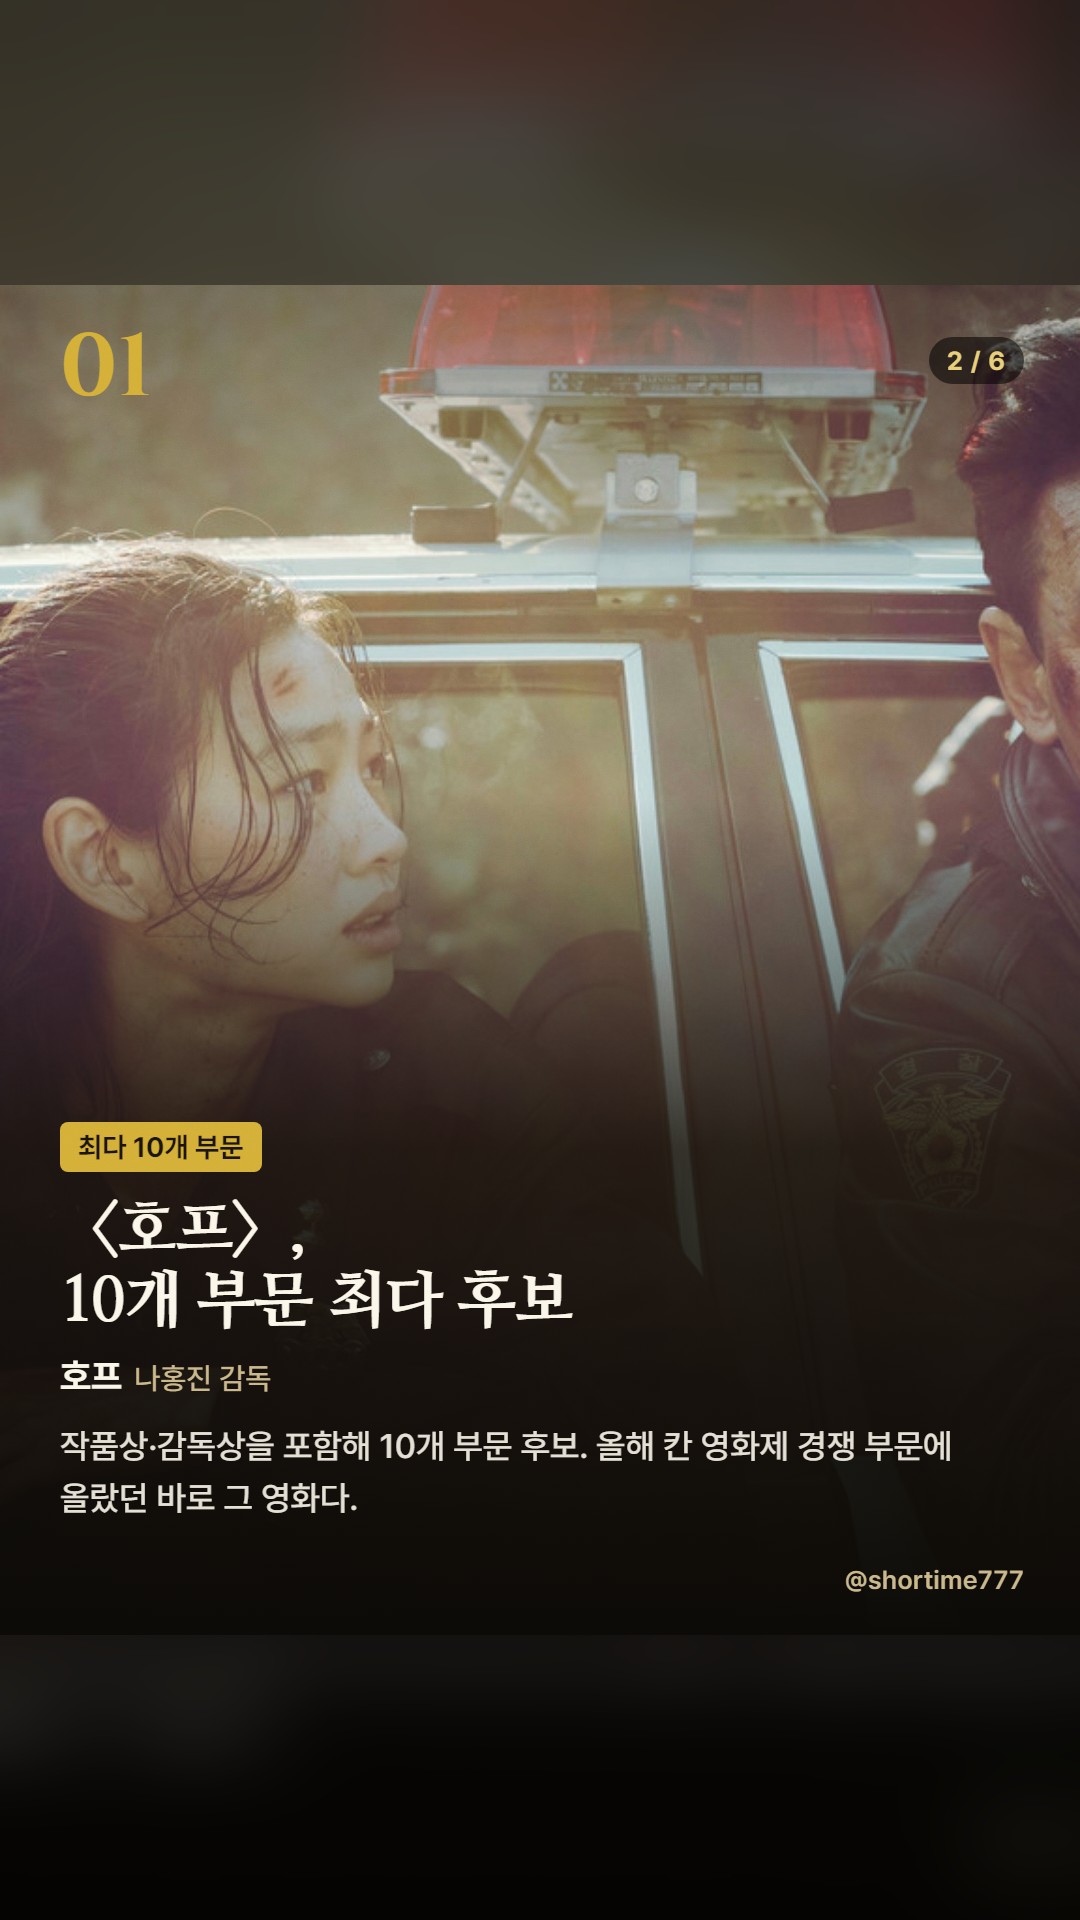 01
2 / 6
경 찰
최다 10개 부문
〈호프〉,
10개 부문 최다 후보
호프 나홍진 감독
작품상·감독상을 포함해 10개 부문 후보. 올해 칸 영화제 경쟁 부문에
올랐던 바로 그 영화다.
@shortime777